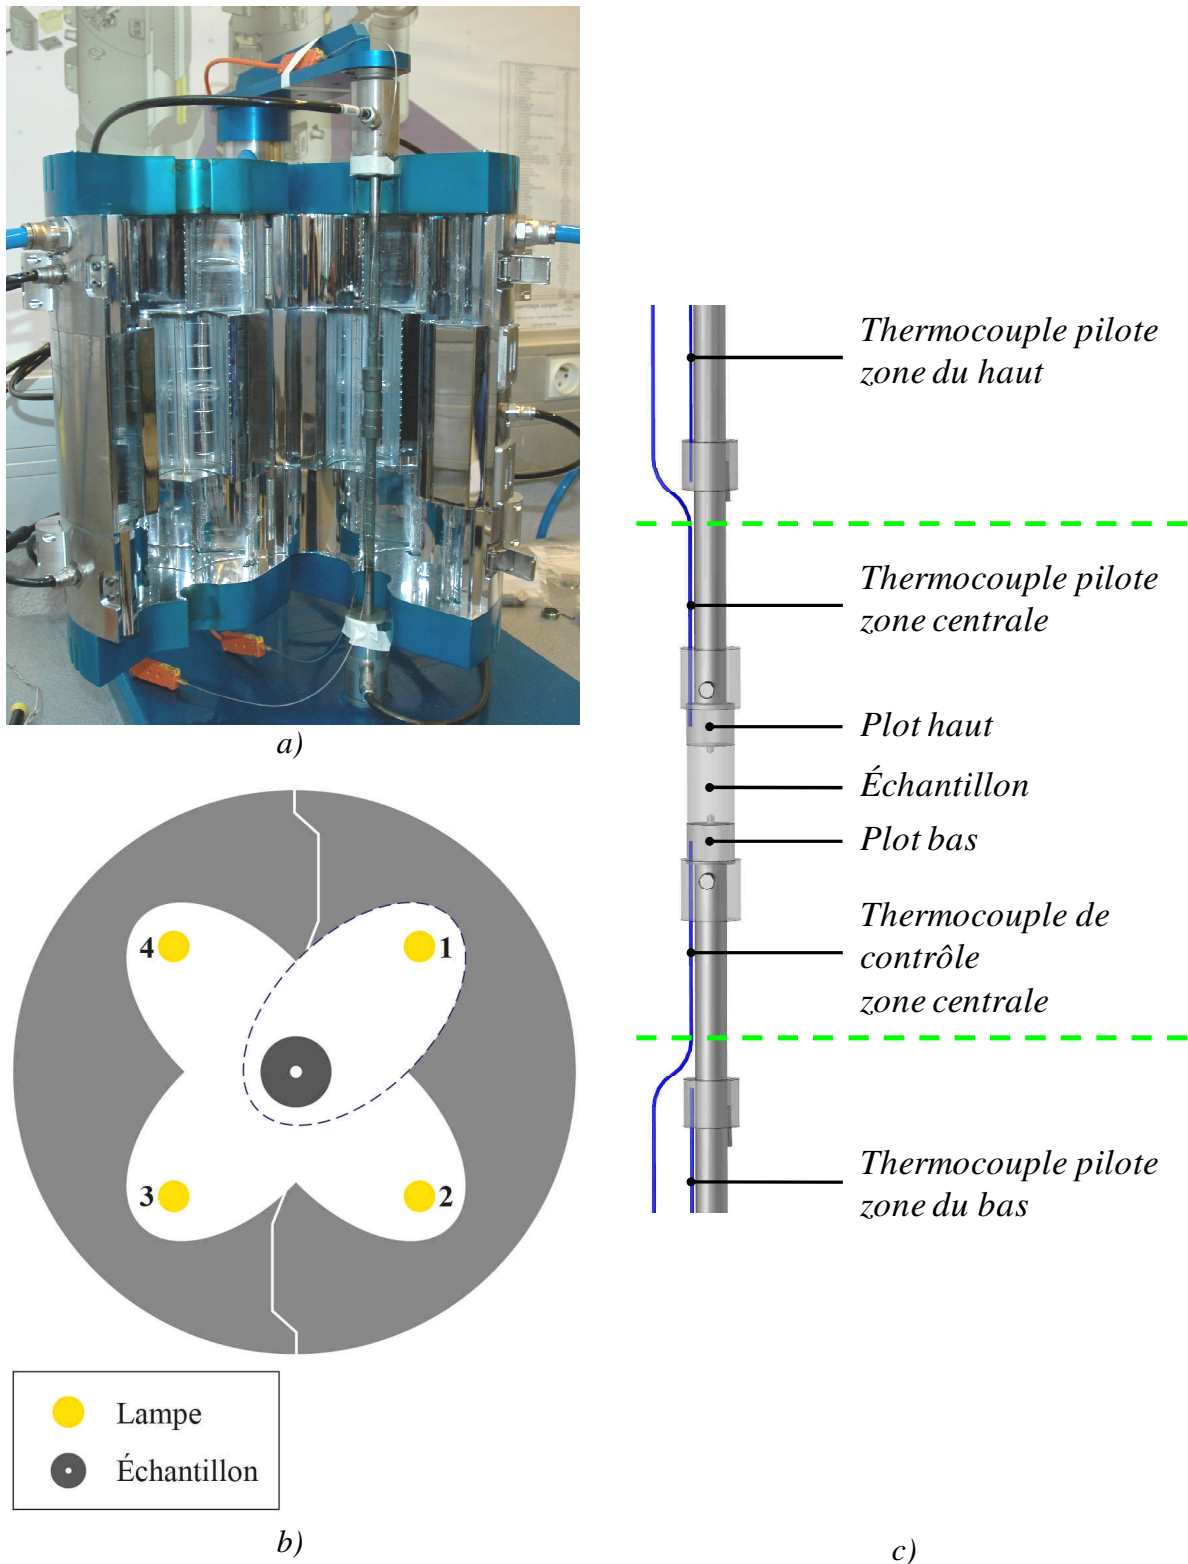 a)
4
1
3
2
Lampe
Échantillon
b)
Thermocouple pilote
zone du haut
Thermocouple pilote
zone centrale
Plot haut
Échantillon
Plot bas
Thermocouple de
contrôle
zone centrale
Thermocouple pilote
zone du bas
c)